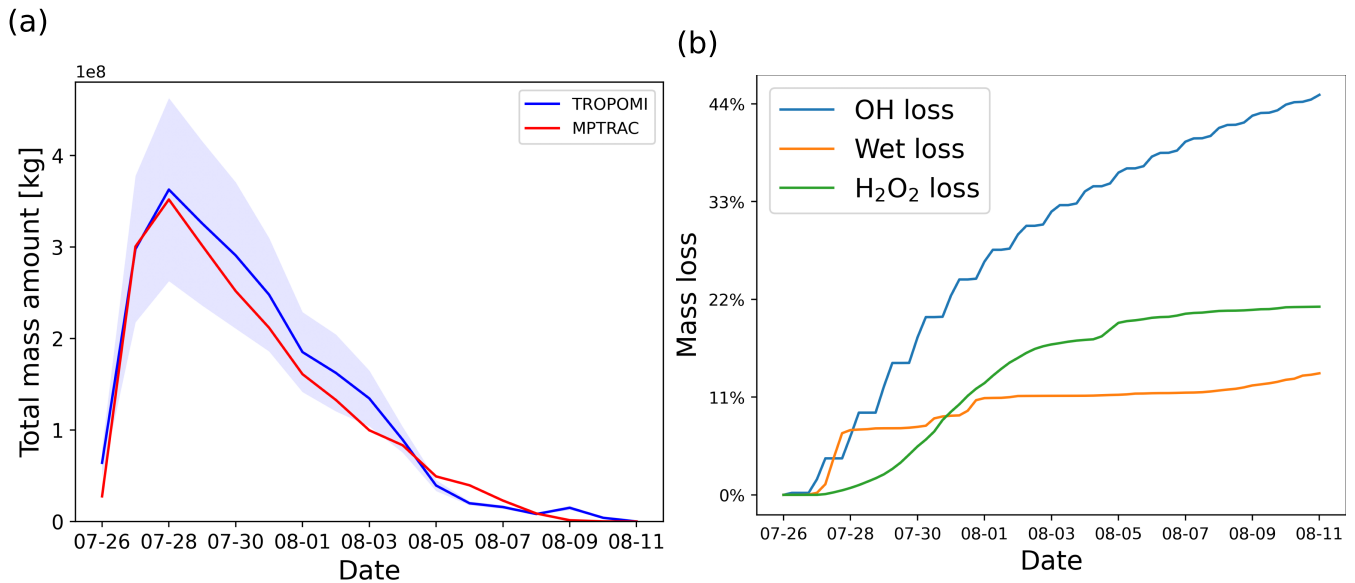 (a)
1e8
Total mass amount [kg]
4
3
2
1
0
TROPOMI
MPTRAC
07-26 07-28 07-30 08-01 08-03 08-05 08-07 08-09 08-11
Date
(b)
Mass loss
44%
33%
22%
11%
0%
OH loss
Wet loss
H₂O₂ loss
07-26 07-28 07-30 08-01 08-03 08-05 08-07 08-09 08-11
Date